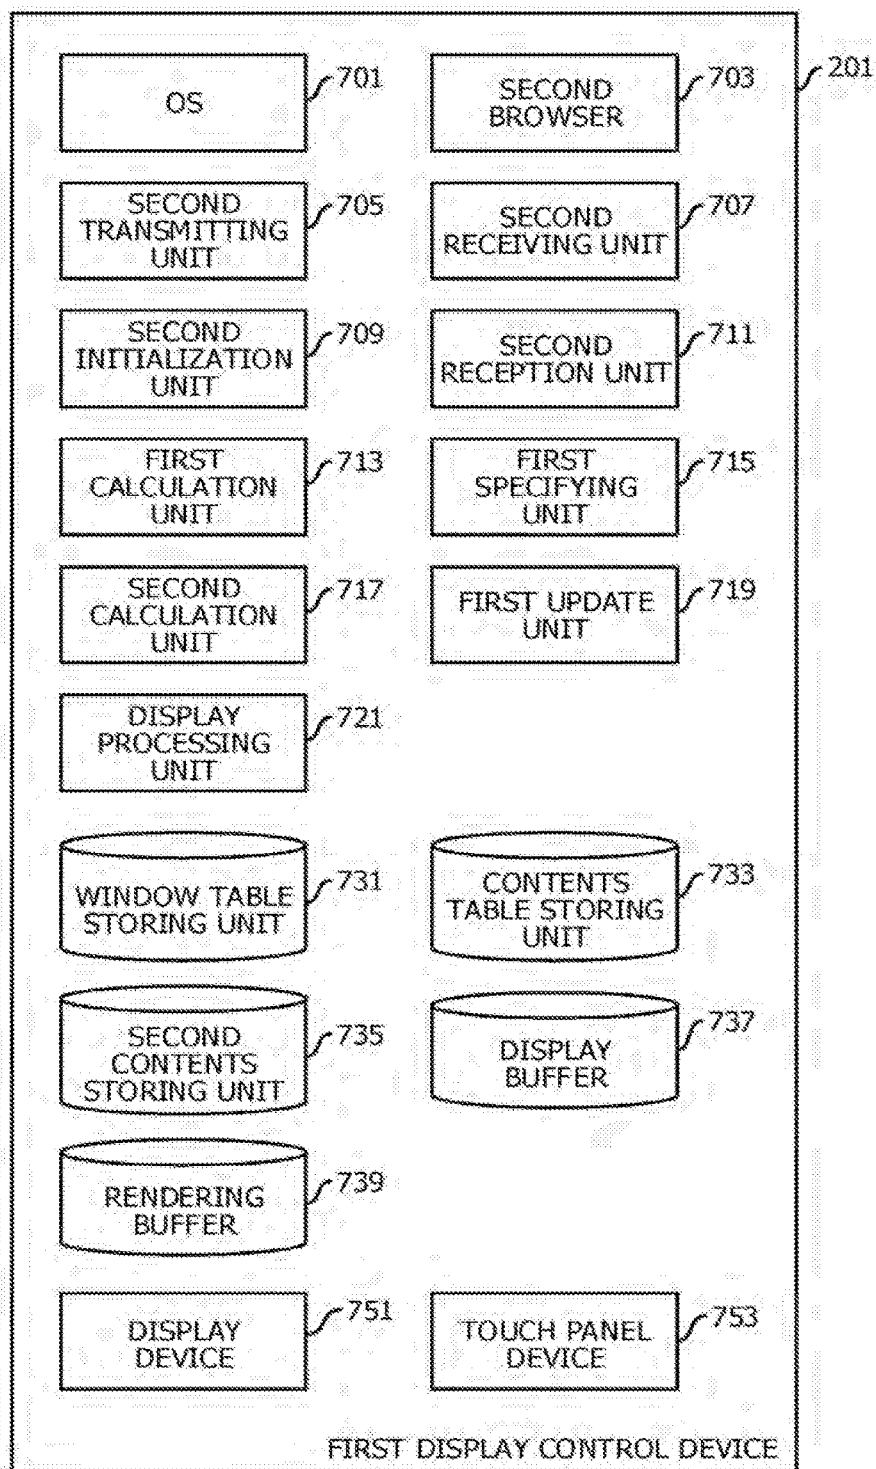 201
OS
701
SECOND
BROWSER
703
SECOND
TRANSMITTING
UNIT
705
SECOND
RECEIVING UNIT
707
SECOND
INITIALIZATION
UNIT
709
SECOND
RECEPTION UNIT
711
FIRST
CALCULATION
UNIT
713
FIRST
SPECIFYING
UNIT
715
SECOND
CALCULATION
UNIT
717
FIRST UPDATE
UNIT
719
DISPLAY
PROCESSING
UNIT
721
WINDOW TABLE
STORING UNIT
731
CONTENTS
TABLE STORING
UNIT
733
SECOND
CONTENTS
STORING UNIT
735
DISPLAY
BUFFER
737
RENDERING
BUFFER
739
DISPLAY
DEVICE
751
TOUCH PANEL
DEVICE
753
FIRST DISPLAY CONTROL DEVICE